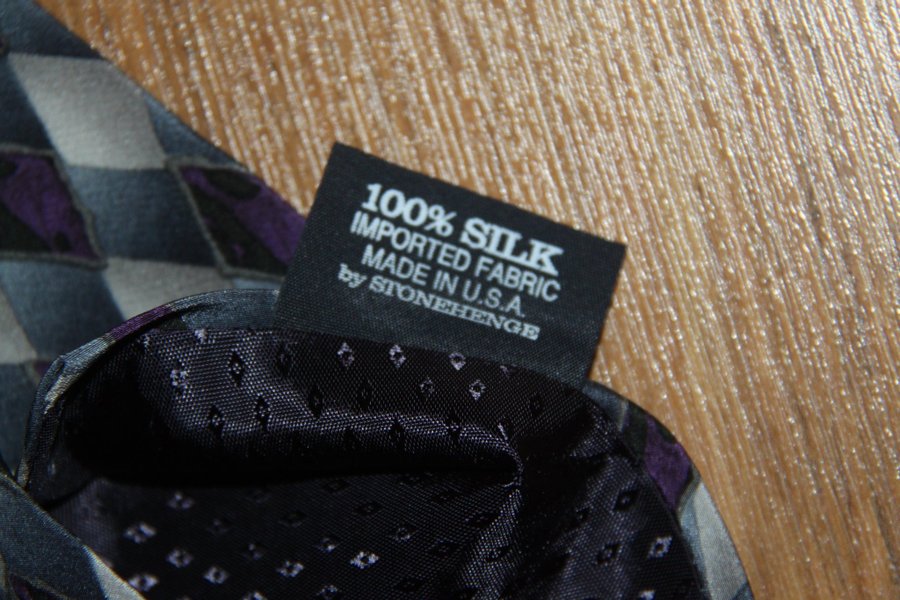 100% SILK
IMPORTED FABRIC
MADE IN U.S.A.
by STONEHENGE